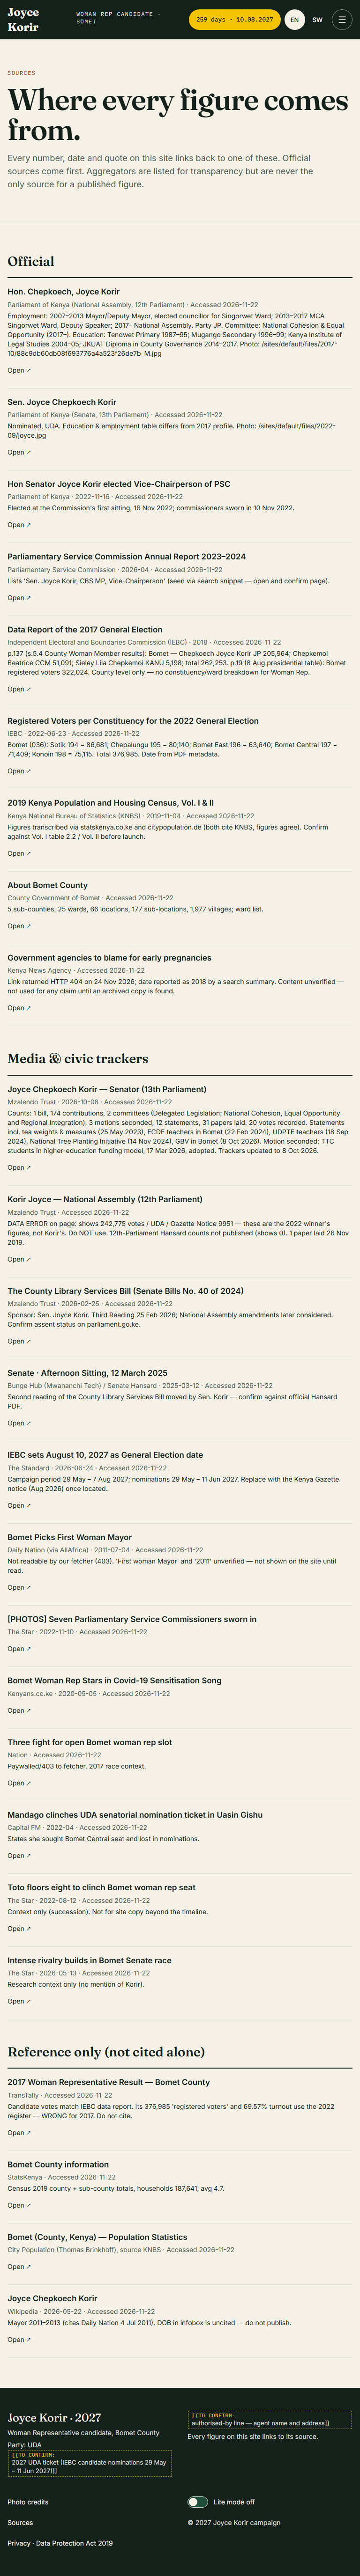 Joyce
Korir
WOMAN REP CANDIDATE ·
BOMET
259 days · 10.08.2027
EN
SW
SOURCES
Where every figure comes
from.
Every number, date and quote on this site links back to one of these. Official
sources come first. Aggregators are listed for transparency but are never the
only source for a published figure.
Official
Hon. Chepkoech, Joyce Korir
Parliament of Kenya (National Assembly, 12th Parliament) · Accessed 2026-11-22
Employment: 2007–2013 Mayor/Deputy Mayor, elected councillor for Singorwet Ward; 2013–2017 MCA
Singorwet Ward, Deputy Speaker; 2017– National Assembly. Party JP. Committee: National Cohesion & Equal
Opportunity (2017–). Education: Tendwet Primary 1987–95; Mugango Secondary 1996–99; Kenya Institute of
Legal Studies 2004–05; JKUAT Diploma in County Governance 2014–2017. Photo: /sites/default/files/2017-
10/88c9db60db08f693776a4a523f26de7b_M.jpg
Open ↗
Sen. Joyce Chepkoech Korir
Parliament of Kenya (Senate, 13th Parliament) · Accessed 2026-11-22
Nominated, UDA. Education & employment table differs from 2017 profile. Photo: /sites/default/files/2022-
09/joyce.jpg
Open ↗
Hon Senator Joyce Korir elected Vice-Chairperson of PSC
Parliament of Kenya · 2022-11-16 · Accessed 2026-11-22
Elected at the Commission's first sitting, 16 Nov 2022; commissioners sworn in 10 Nov 2022.
Open ↗
Parliamentary Service Commission Annual Report 2023–2024
Parliamentary Service Commission · 2026-04 · Accessed 2026-11-22
Lists 'Sen. Joyce Korir, CBS MP, Vice-Chairperson' (seen via search snippet — open and confirm page).
Open ↗
Data Report of the 2017 General Election
Independent Electoral and Boundaries Commission (IEBC) · 2018 · Accessed 2026-11-22
p.137 (s.5.4 County Woman Member results): Bomet — Chepkoech Joyce Korir JP 205,964; Chepkemoi
Beatrice CCM 51,091; Sieley Lila Chepkemoi KANU 5,198; total 262,253. p.19 (8 Aug presidential table): Bomet
registered voters 322,024. County level only — no constituency/ward breakdown for Woman Rep.
Open ↗
Registered Voters per Constituency for the 2022 General Election
IEBC · 2022-06-23 · Accessed 2026-11-22
Bomet (036): Sotik 194 = 86,681; Chepalungu 195 = 80,140; Bomet East 196 = 63,640; Bomet Central 197 =
71,409; Konoin 198 = 75,115. Total 376,985. Date from PDF metadata.
Open ↗
2019 Kenya Population and Housing Census, Vol. I & II
Kenya National Bureau of Statistics (KNBS) · 2019-11-04 · Accessed 2026-11-22
Figures transcribed via statskenya.co.ke and citypopulation.de (both cite KNBS, figures agree). Confirm
against Vol. I table 2.2 / Vol. II before launch.
Open ↗
About Bomet County
County Government of Bomet · Accessed 2026-11-22
5 sub-counties, 25 wards, 66 locations, 177 sub-locations, 1,977 villages; ward list.
Open ↗
Government agencies to blame for early pregnancies
Kenya News Agency · Accessed 2026-11-22
Link returned HTTP 404 on 24 Nov 2026; date reported as 2018 by a search summary. Content unverified —
not used for any claim until an archived copy is found.
Open ↗
Media & civic trackers
Joyce Chepkoech Korir — Senator (13th Parliament)
Mzalendo Trust · 2026-10-08 · Accessed 2026-11-22
Counts: 1 bill, 174 contributions, 2 committees (Delegated Legislation; National Cohesion, Equal Opportunity
and Regional Integration), 3 motions seconded, 12 statements, 31 papers laid, 20 votes recorded. Statements
incl. tea weights & measures (25 May 2023), ECDE teachers in Bomet (22 Feb 2024), UDPTE teachers (18 Sep
2024), National Tree Planting Initiative (14 Nov 2024), GBV in Bomet (8 Oct 2026). Motion seconded: TTC
students in higher-education funding model, 17 Mar 2026, adopted. Trackers updated to 8 Oct 2026.
Open ↗
Korir Joyce — National Assembly (12th Parliament)
Mzalendo Trust · Accessed 2026-11-22
DATA ERROR on page: shows 242,775 votes / UDA / Gazette Notice 9951 — these are the 2022 winner's
figures, not Korir's. Do NOT use. 12th-Parliament Hansard counts not published (shows 0). 1 paper laid 26 Nov
2019.
Open ↗
The County Library Services Bill (Senate Bills No. 40 of 2024)
Mzalendo Trust · 2026-02-25 · Accessed 2026-11-22
Sponsor: Sen. Joyce Korir. Third Reading 25 Feb 2026; National Assembly amendments later considered.
Confirm assent status on parliament.go.ke.
Open ↗
Senate · Afternoon Sitting, 12 March 2025
Bunge Hub (Mwananchi Tech) / Senate Hansard · 2025-03-12 · Accessed 2026-11-22
Second reading of the County Library Services Bill moved by Sen. Korir — confirm against official Hansard
PDF.
Open ↗
IEBC sets August 10, 2027 as General Election date
The Standard · 2026-06-24 · Accessed 2026-11-22
Campaign period 29 May – 7 Aug 2027; nominations 29 May – 11 Jun 2027. Replace with the Kenya Gazette
notice (Aug 2026) once located.
Open ↗
Bomet Picks First Woman Mayor
Daily Nation (via AllAfrica) · 2011-07-04 · Accessed 2026-11-22
Not readable by our fetcher (403). 'First woman Mayor' and '2011' unverified — not shown on the site until
read.
Open ↗
[PHOTOS] Seven Parliamentary Service Commissioners sworn in
The Star · 2022-11-10 · Accessed 2026-11-22
Open ↗
Bomet Woman Rep Stars in Covid-19 Sensitisation Song
Kenyans.co.ke · 2020-05-05 · Accessed 2026-11-22
Open ↗
Three fight for open Bomet woman rep slot
Nation · Accessed 2026-11-22
Paywalled/403 to fetcher. 2017 race context.
Open ↗
Mandago clinches UDA senatorial nomination ticket in Uasin Gishu
Capital FM · 2022-04 · Accessed 2026-11-22
States she sought Bomet Central seat and lost in nominations.
Open ↗
Toto floors eight to clinch Bomet woman rep seat
The Star · 2022-08-12 · Accessed 2026-11-22
Context only (succession). Not for site copy beyond the timeline.
Open ↗
Intense rivalry builds in Bomet Senate race
The Star · 2026-05-13 · Accessed 2026-11-22
Research context only (no mention of Korir).
Open ↗
Reference only (not cited alone)
2017 Woman Representative Result — Bomet County
TransTally · Accessed 2026-11-22
Candidate votes match IEBC data report. Its 376,985 'registered voters' and 69.57% turnout use the 2022
register — WRONG for 2017. Do not cite.
Open ↗
Bomet County information
StatsKenya · Accessed 2026-11-22
Census 2019 county + sub-county totals, households 187,641, avg 4.7.
Open ↗
Bomet (County, Kenya) — Population Statistics
City Population (Thomas Brinkhoff), source KNBS · Accessed 2026-11-22
Open ↗
Joyce Chepkoech Korir
Wikipedia · 2026-05-22 · Accessed 2026-11-22
Mayor 2011–2013 (cites Daily Nation 4 Jul 2011). DOB in infobox is uncited — do not publish.
Open ↗
Joyce Korir · 2027
Woman Representative candidate, Bomet County
Party: UDA
[[TO CONFIRM:
2027 UDA ticket (IEBC candidate nominations 29 May
– 11 Jun 2027)]]
[[TO CONFIRM:
authorised-by line — agent name and address]]
Every figure on this site links to its source.
Photo credits
Sources
Privacy · Data Protection Act 2019
Lite mode off
© 2027 Joyce Korir campaign